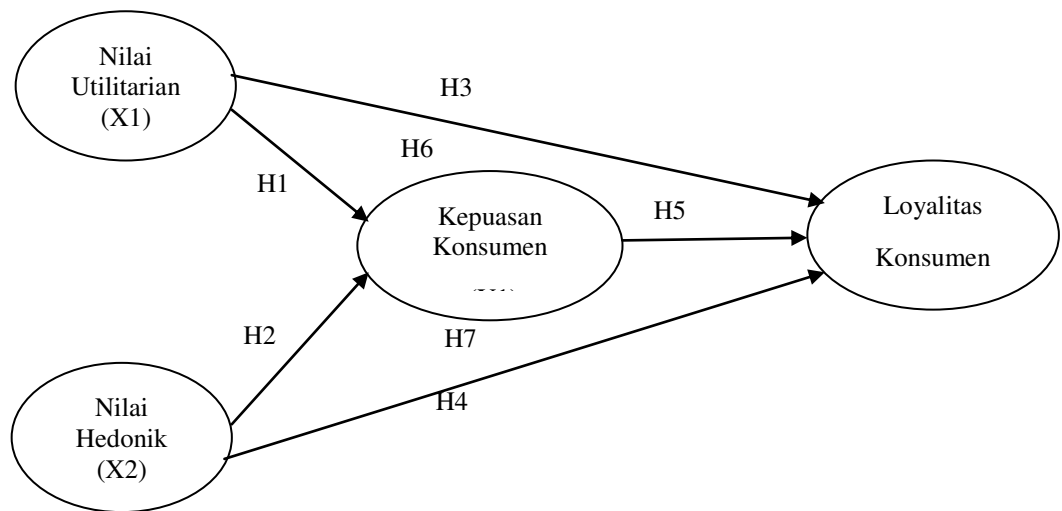 Nilai
Utilitarian
(X1)
H3
H6
H1
Kepuasan
Konsumen
H5
Loyalitas
Konsumen
H2
H7
H4
Nilai
Hedonik
(X2)